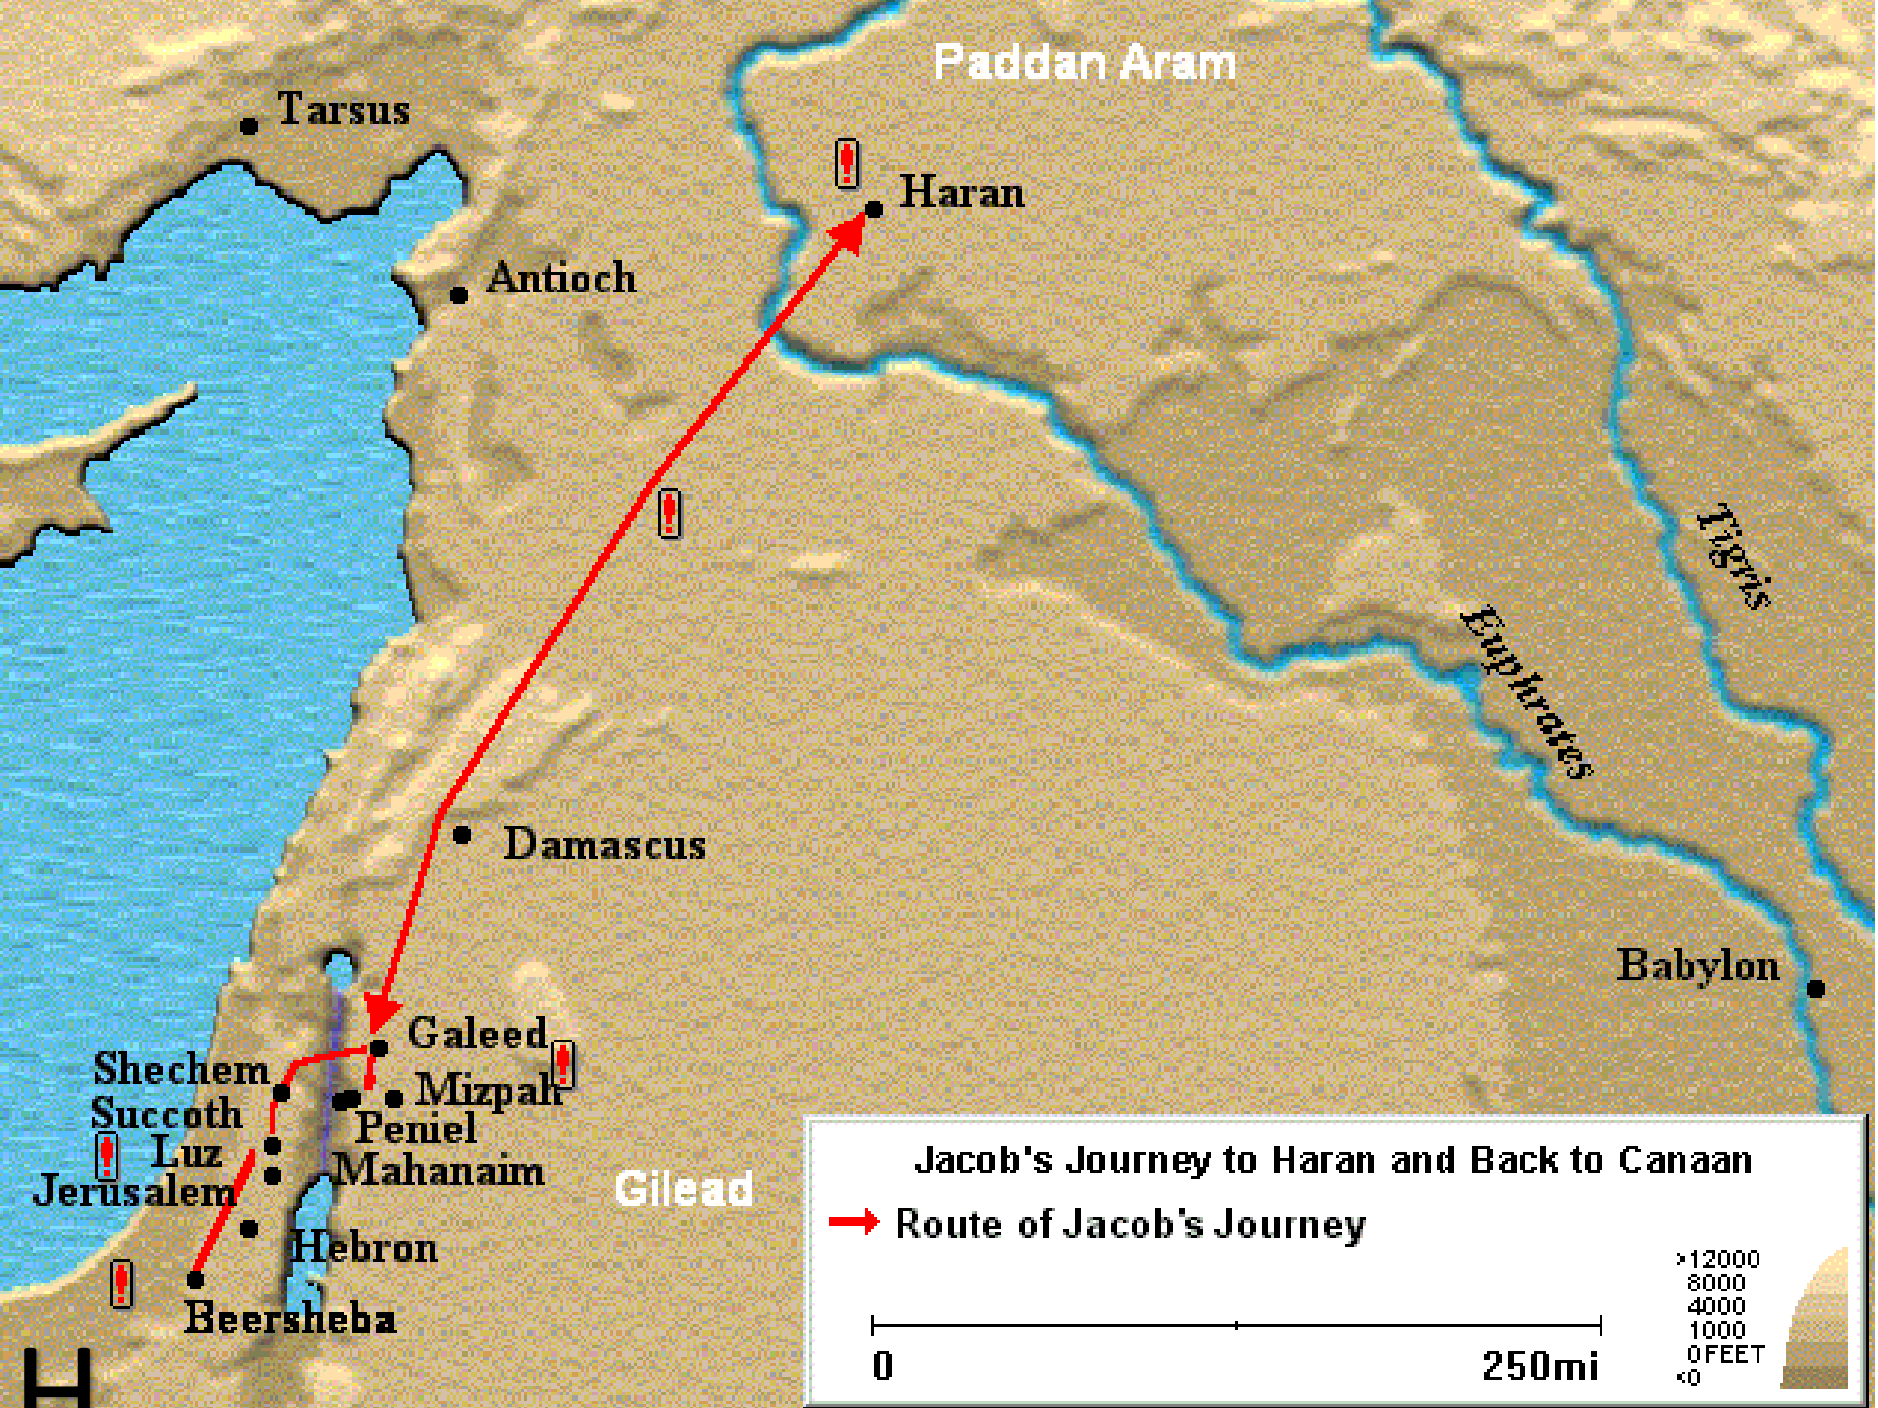 Paddan Aram
Tarsus
Haran
Antioch
Tigris
Euphrates
Damascus
Babylon
Galeed
Shechem
Mizpah
Succoth
Peniel
Luz
Mahanaim
Jerusalem
Gilead
Hebron
Beersheba
H
Jacob's Journey to Haran and Back to Canaan
Route of Jacob's Journey
0 250mi
>12000
8000
4000
1000
0 FEET
<0